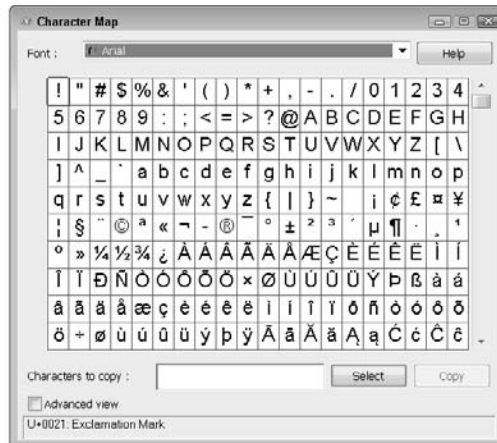 Character Map
Font : Arial Help
! " # $ % & ' ( ) * + , - . / 0 1 2 3 4
5 6 7 8 9 : ; < = > ? @ A B C D E F G H
I J K L M N O P Q R S T U V W X Y Z [ \
] ^ _ ` a b c d e f g h i j k l m n o p
q r s t u v w x y z { | } ~ ¡ ¢ £ ¤ ¥
¦ § ¨ © ª « ¬ - ® ¯ ° ± ² ³ ´ µ ¶ · ¸ ¹
º » ¼ ½ ¾ ¿ À Á Â Ã Ä Å Æ Ç È É Ê Ë Ì Í
Î Ï Ð Ñ Ò Ó Ô Õ Ö × Ø Ù Ú Û Ü Ý Þ ß à á
â ã ä å æ ç è é ê ë ì í î ï ð ñ ò ó ô õ
ö ÷ ø ù ú û ü ý þ ÿ Ā ā Ă ă Ą ą Ć ć Ĉ ĉ
Characters to copy : Select Copy
Advanced view
U+0021: Exclamation Mark